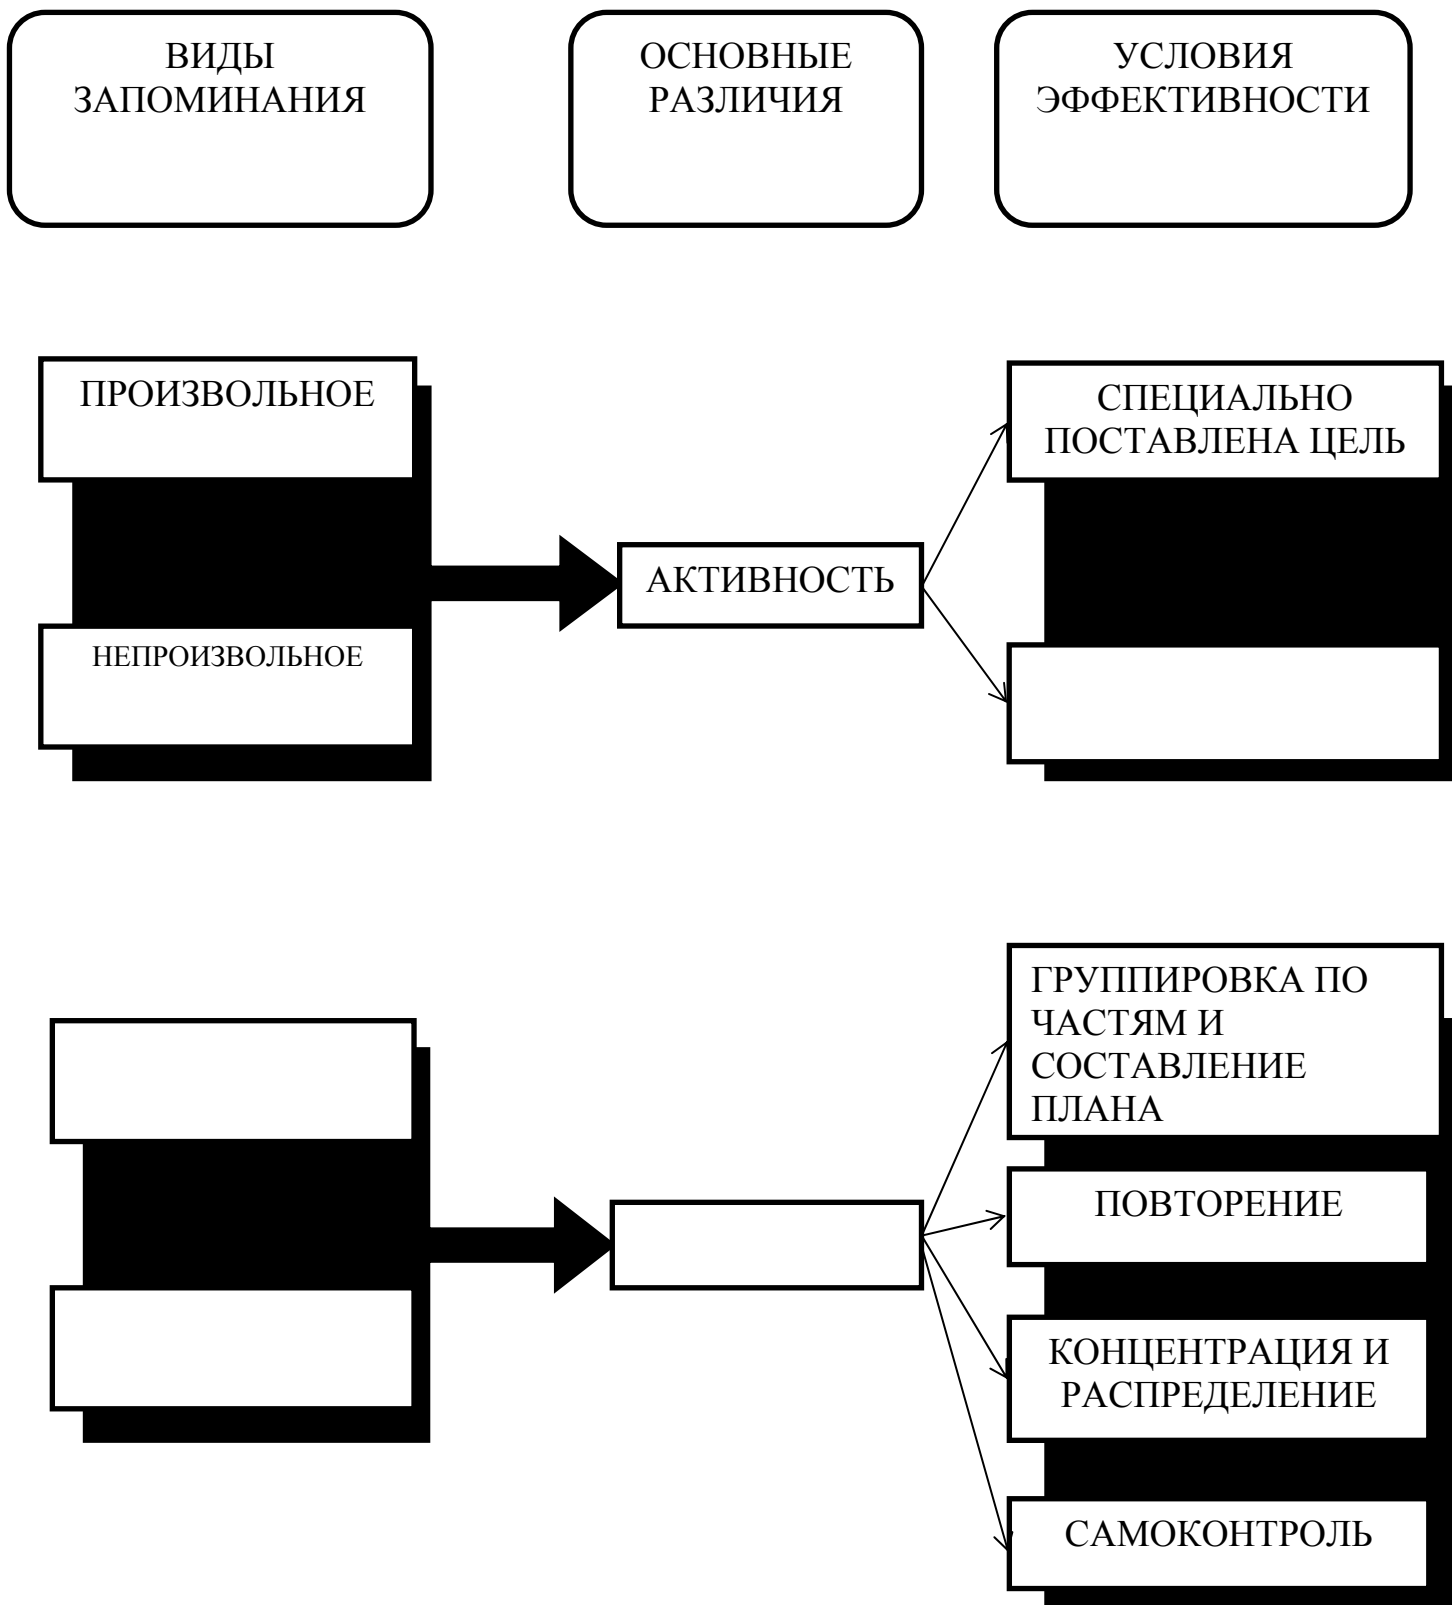 ВИДЫ
ЗАПОМИНАНИЯ
ОСНОВНЫЕ
РАЗЛИЧИЯ
УСЛОВИЯ
ЭФФЕКТИВНОСТИ
ПРОИЗВОЛЬНОЕ
СПЕЦИАЛЬНО
ПОСТАВЛЕНА ЦЕЛЬ
АКТИВНОСТЬ
НЕПРОИЗВОЛЬНОЕ
ГРУППИРОВКА ПО
ЧАСТЯМ И
СОСТАВЛЕНИЕ
ПЛАНА
ПОВТОРЕНИЕ
КОНЦЕНТРАЦИЯ И
РАСПРЕДЕЛЕНИЕ
САМОКОНТРОЛЬ